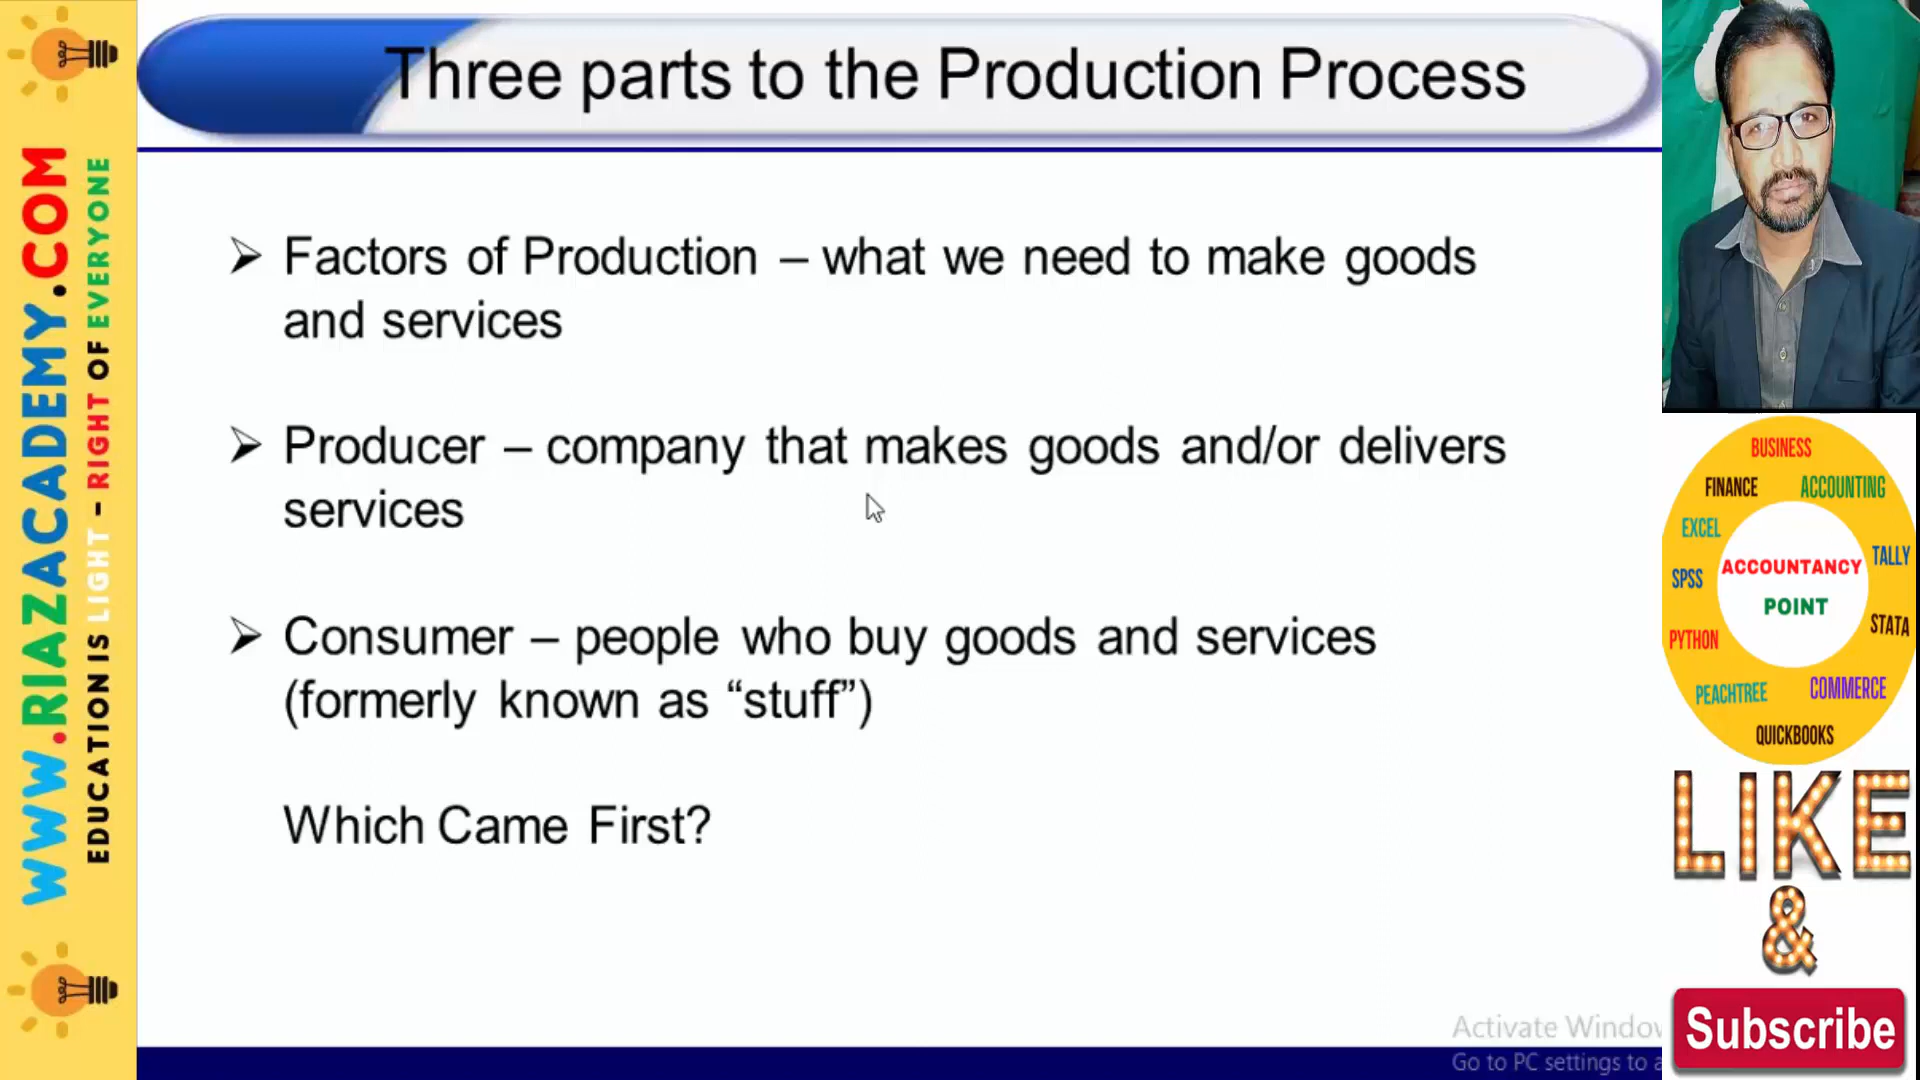 Three parts to the Production Process
WWW.RIAZACADEMY.COM
EDUCATION IS LIGHT - RIGHT OF EVERYONE
➢ Factors of Production – what we need to make goods
and services
➢ Producer – company that makes goods and/or delivers
services
➢ Consumer – people who buy goods and services
(formerly known as “stuff”)
Which Came First?
BUSINESS
FINANCE
ACCOUNTING
EXCEL
TALLY
SPSS
ACCOUNTANCY
POINT
STATA
PYTHON
PEACHTREE
COMMERCE
QUICKBOOKS
LIKE
&
Subscribe
Activate Window
Go to PC settings to a